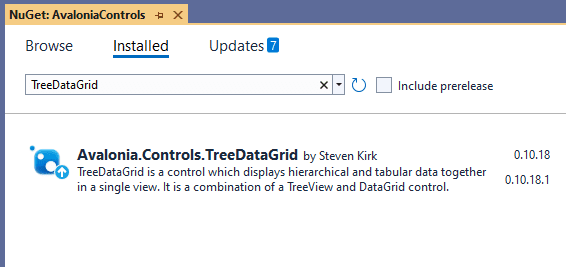 NuGet: AvaloniaControls
Browse Installed Updates 7
TreeDataGrid Include prerelease
Avalonia.Controls.TreeDataGrid by Steven Kirk 0.10.18
TreeDataGrid is a control which displays hierarchical and tabular data together 0.10.18.1
in a single view. It is a combination of a TreeView and DataGrid control.